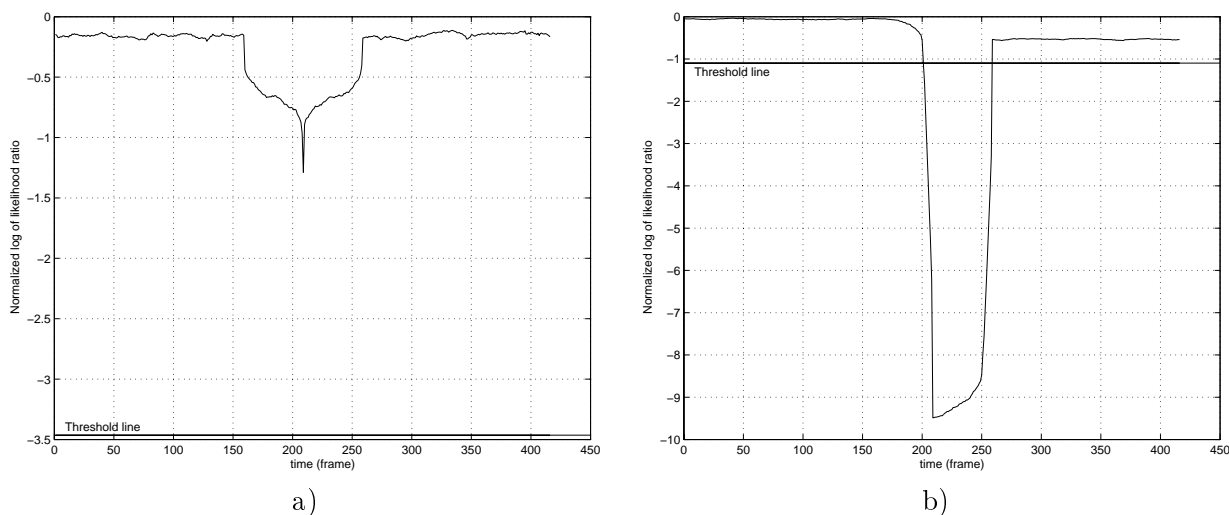 0
−0.5
−1
−1.5
−2
−2.5
−3
−3.5
Normalized log of likelihood ratio
Threshold line
0 50 100 150 200 250 300 350 400 450
time (frame)
a)
0
−1
−2
−3
−4
−5
−6
−7
−8
−9
−10
Normalized log of likelihood ratio
Threshold line
0 50 100 150 200 250 300 350 400 450
time (frame)
b)